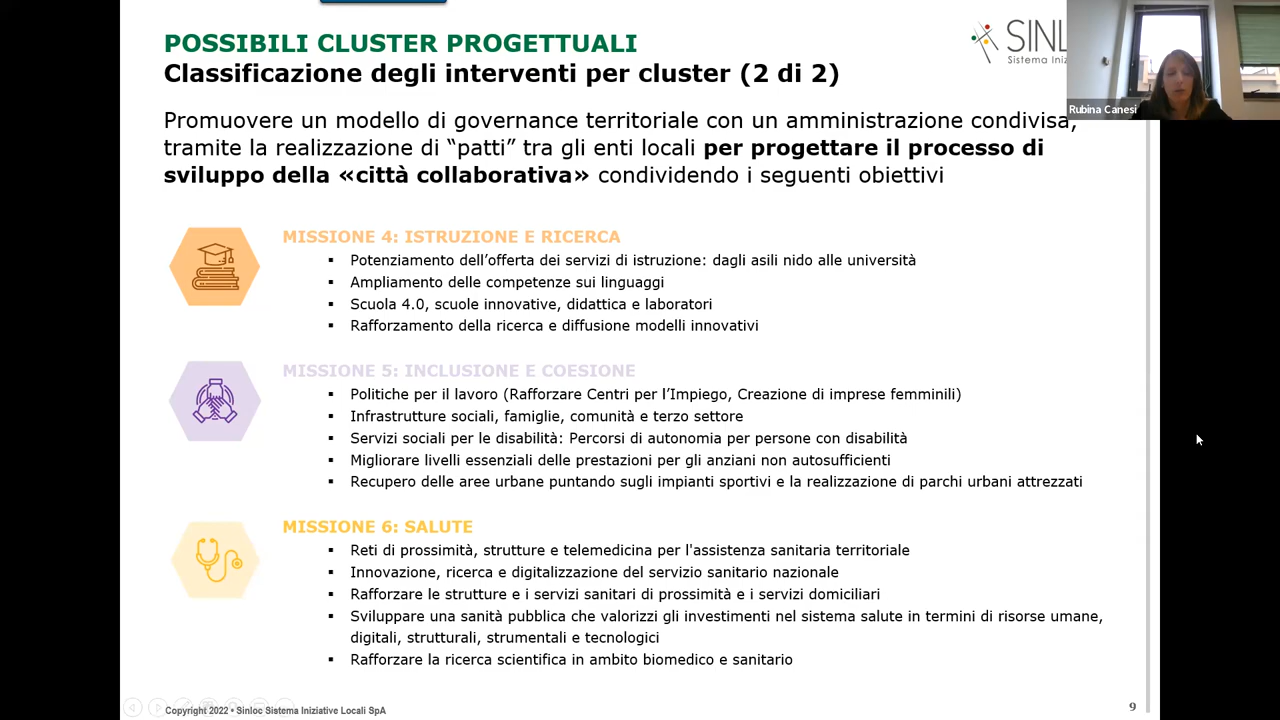 POSSIBILI CLUSTER PROGETTUALI
Classificazione degli interventi per cluster (2 di 2)
SINL
Sistema Iniz
Rubina Canesi
Promuovere un modello di governance territoriale con un amministrazione condivisa,
tramite la realizzazione di “patti” tra gli enti locali per progettare il processo di
sviluppo della «città collaborativa» condividendo i seguenti obiettivi
MISSIONE 4: ISTRUZIONE E RICERCA
▪ Potenziamento dell’offerta dei servizi di istruzione: dagli asili nido alle università
▪ Ampliamento delle competenze sui linguaggi
▪ Scuola 4.0, scuole innovative, didattica e laboratori
▪ Rafforzamento della ricerca e diffusione modelli innovativi
MISSIONE 5: INCLUSIONE E COESIONE
▪ Politiche per il lavoro (Rafforzare Centri per l’Impiego, Creazione di imprese femminili)
▪ Infrastrutture sociali, famiglie, comunità e terzo settore
▪ Servizi sociali per le disabilità: Percorsi di autonomia per persone con disabilità
▪ Migliorare livelli essenziali delle prestazioni per gli anziani non autosufficienti
▪ Recupero delle aree urbane puntando sugli impianti sportivi e la realizzazione di parchi urbani attrezzati
MISSIONE 6: SALUTE
▪ Reti di prossimità, strutture e telemedicina per l'assistenza sanitaria territoriale
▪ Innovazione, ricerca e digitalizzazione del servizio sanitario nazionale
▪ Rafforzare le strutture e i servizi sanitari di prossimità e i servizi domiciliari
▪ Sviluppare una sanità pubblica che valorizzi gli investimenti nel sistema salute in termini di risorse umane,
digitali, strutturali, strumentali e tecnologici
▪ Rafforzare la ricerca scientifica in ambito biomedico e sanitario
Copyright 2022 • Sinloc Sistema Iniziative Locali SpA
9